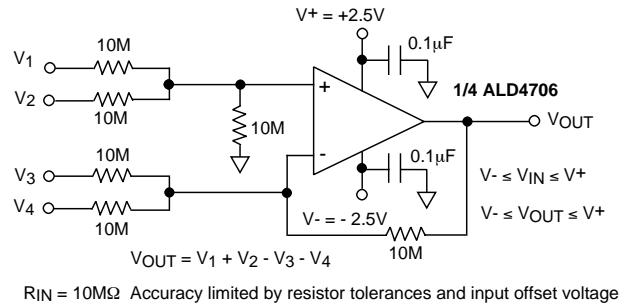 V+ = +2.5V
0.1µF
V1
10M
V2
10M
10M
+
1/4 ALD4706
VOUT
-
V3
10M
V4
10M
0.1µF
V- = - 2.5V
10M
V- ≤ VIN ≤ V+
V- ≤ VOUT ≤ V+
VOUT = V1 + V2 - V3 - V4
RIN = 10MΩ Accuracy limited by resistor tolerances and input offset voltage